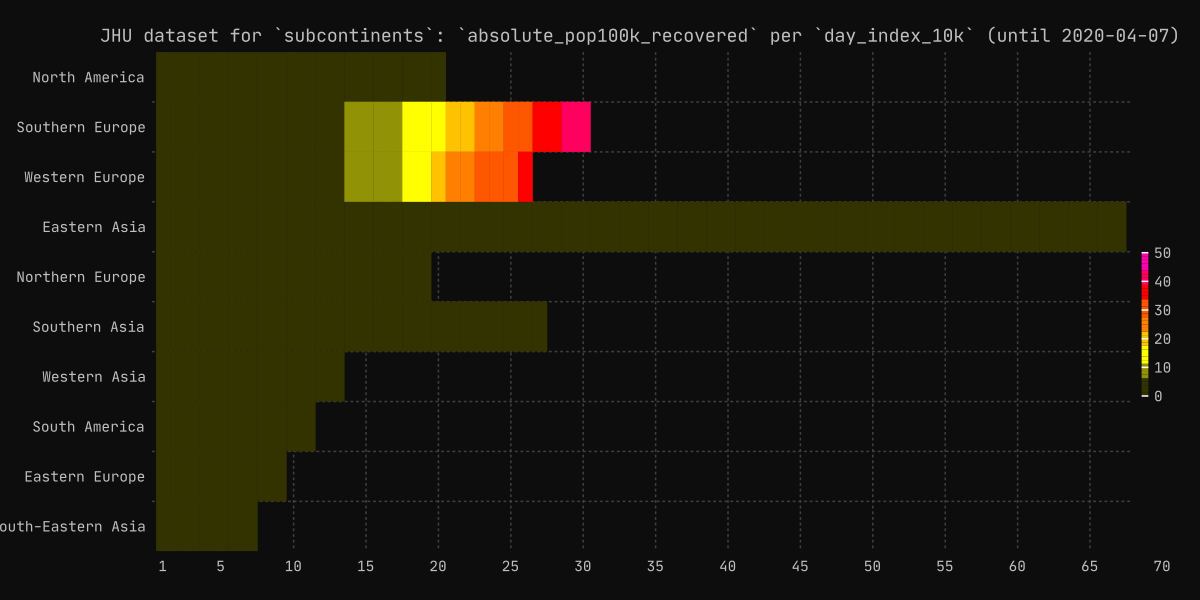 JHU dataset for `subcontinents`: `absolute_pop100k_recovered` per `day_index_10k` (until 2020-04-07)
North America
Southern Europe
Western Europe
Eastern Asia
Northern Europe
Southern Asia
Western Asia
South America
Eastern Europe
outh-Eastern Asia
50
40
30
20
10
0
1 5 10 15 20 25 30 35 40 45 50 55 60 65 70